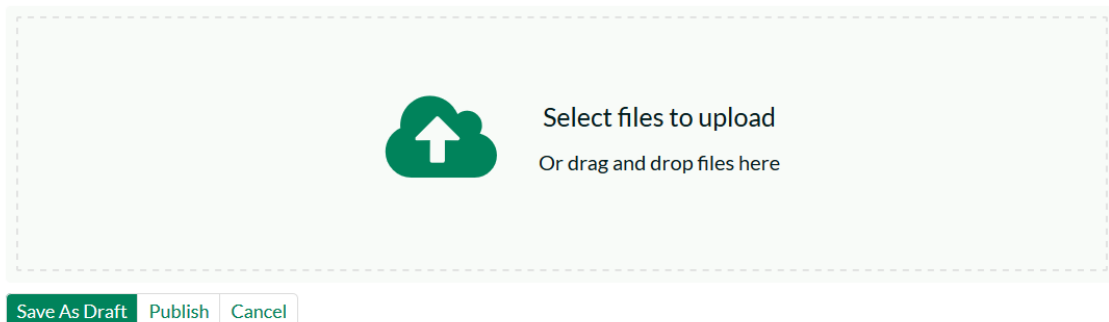 Select files to upload
Or drag and drop files here
Save As Draft Publish Cancel